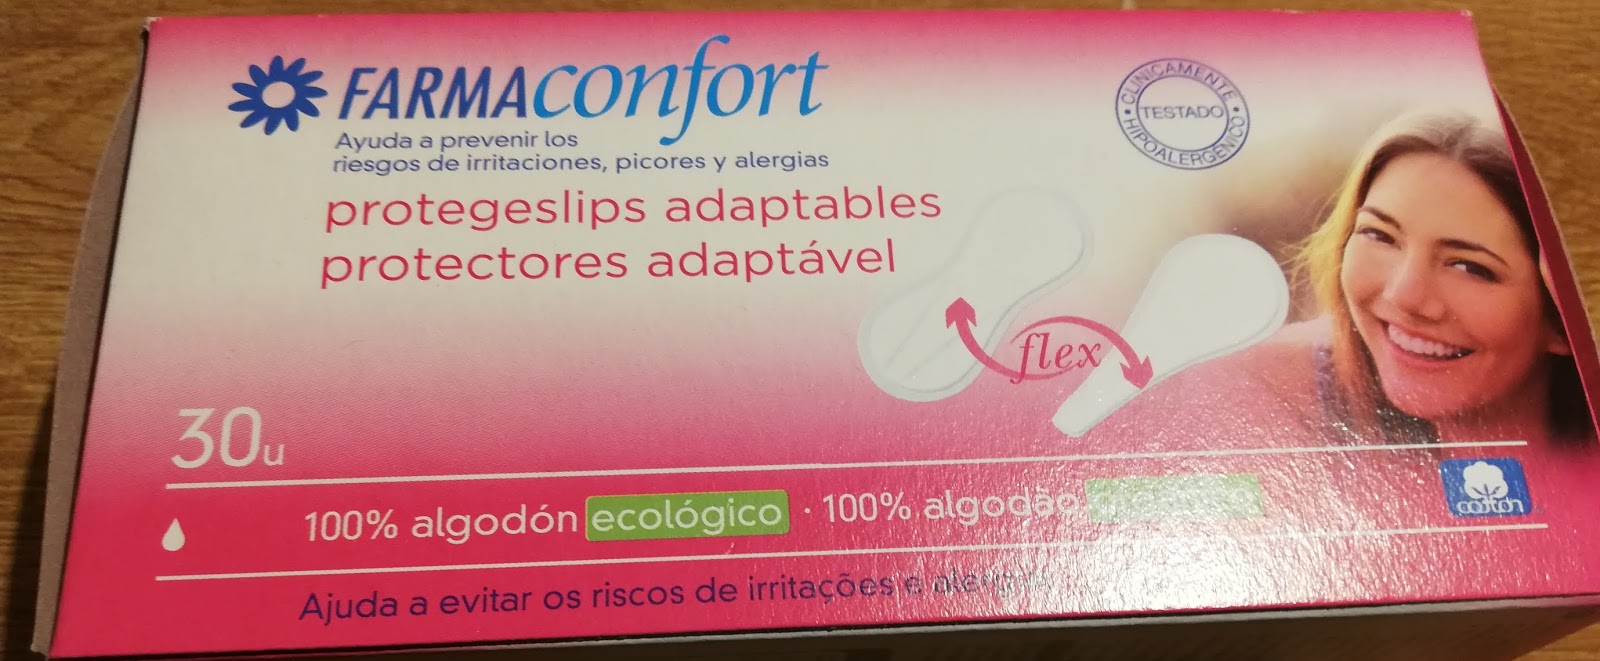 FARMAconfort
Ayuda a prevenir los
riesgos de irritaciones, picores y alergias
CLINICAMENTE
TESTADO
HIPOALERGÉNICO
protegeslips adaptables
protectores adaptável
flex
30u
100% algodón ecológico · 100% algodão
cotton
Ajuda a evitar os riscos de irritações e alergias